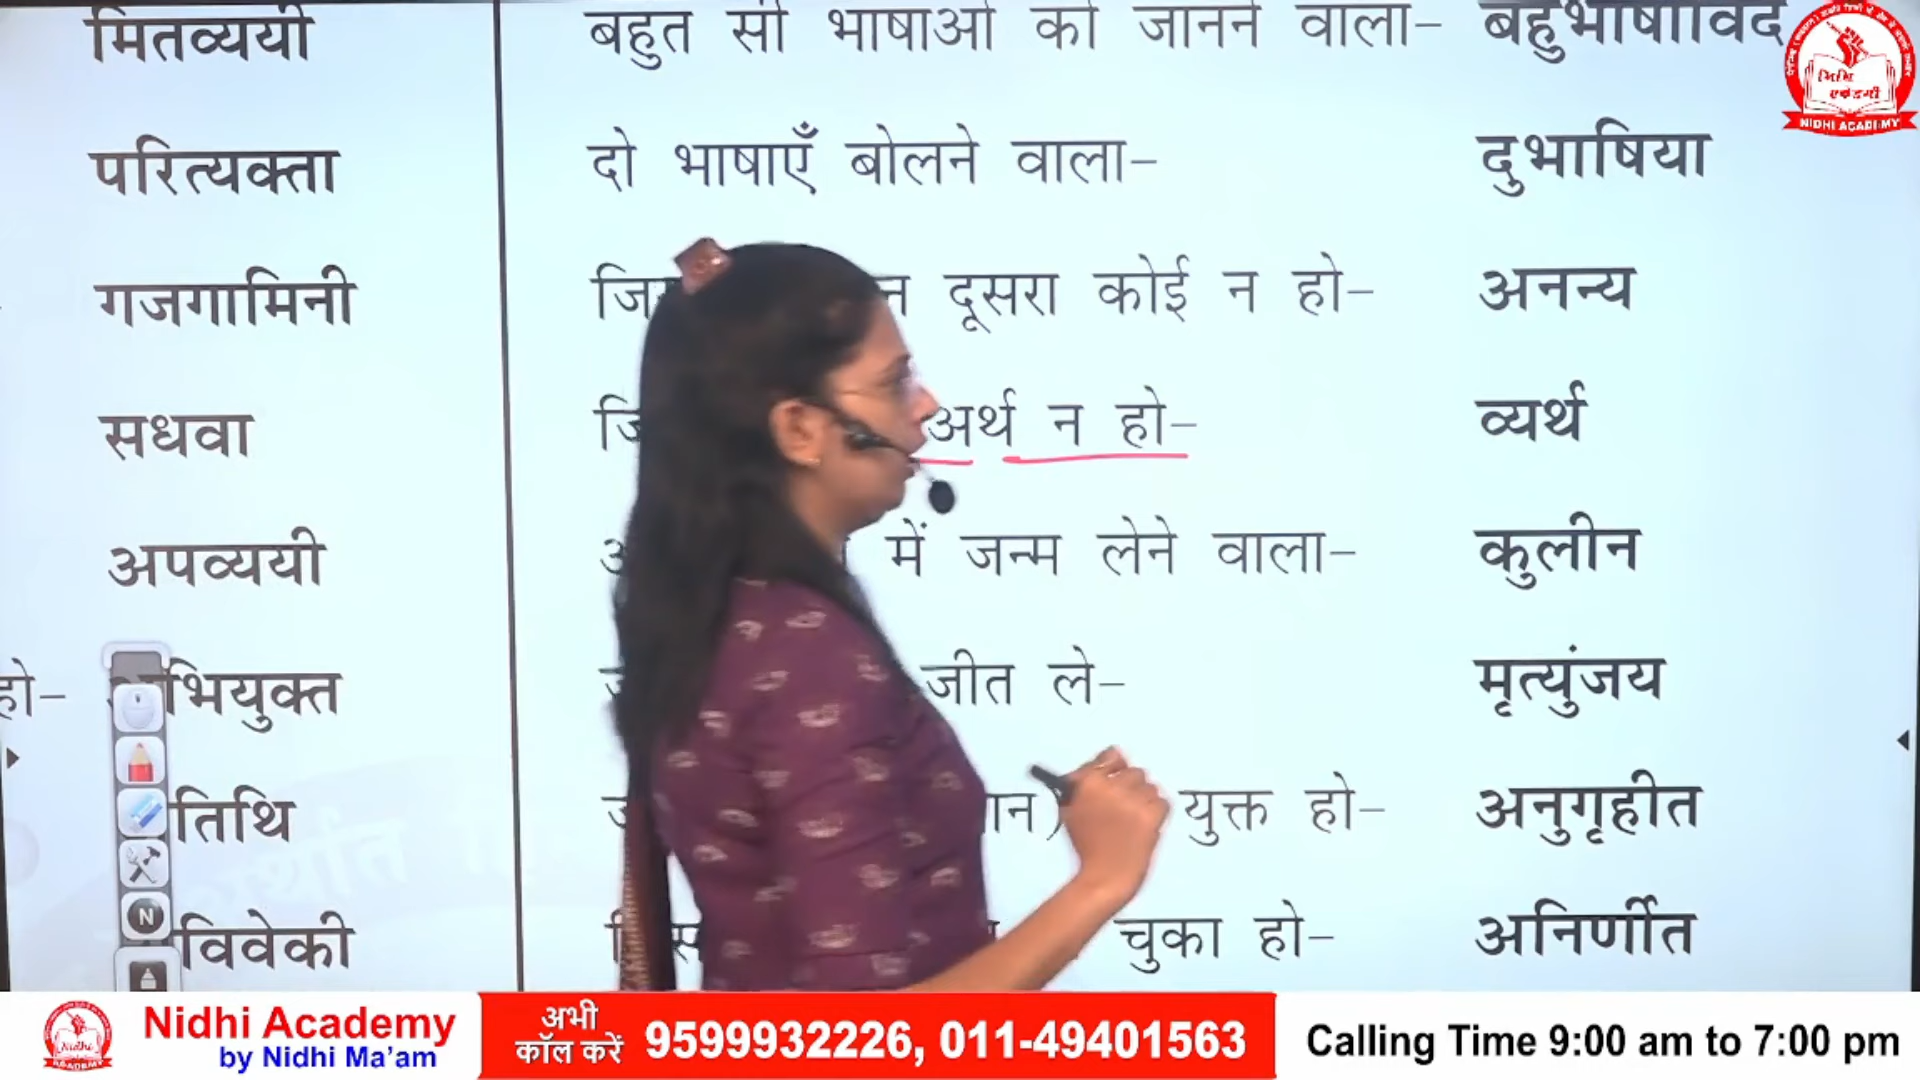 मितव्ययी बहुत सी भाषाओं को जानने वाला- बहुभाषाविद
परित्यक्ता दो भाषाएँ बोलने वाला- दुभाषिया
गजगामिनी दूसरा कोई न हो- अनन्य
सधवा अर्थ न हो- व्यर्थ
अपव्ययी में जन्म लेने वाला- कुलीन
हो- भियुक्त जीत ले- मृत्युंजय
तिथि युक्त हो- अनुगृहीत
विवेकी चुका हो- अनिर्णीत
निधि एकेडमी
NIDHI ACADEMY
N
Nidhi Academy
by Nidhi Ma'am
अभी
कॉल करें
9599932226, 011-49401563
Calling Time 9:00 am to 7:00 pm